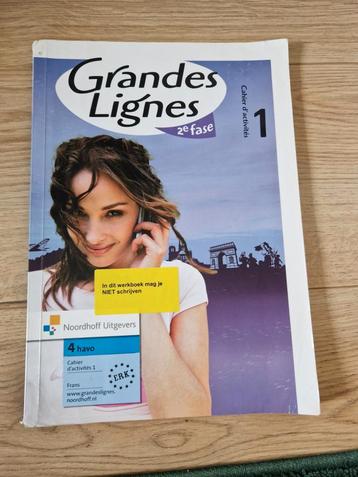 Grandes
Lignes
2e fase
Cahier d'activités 1
In dit werkboek mag je
NIET schrijven
Noordhoff Uitgevers
4 havo
Cahier
d'activités 1
Frans
www.grandeslignes.
noordhoff.nl
ERK